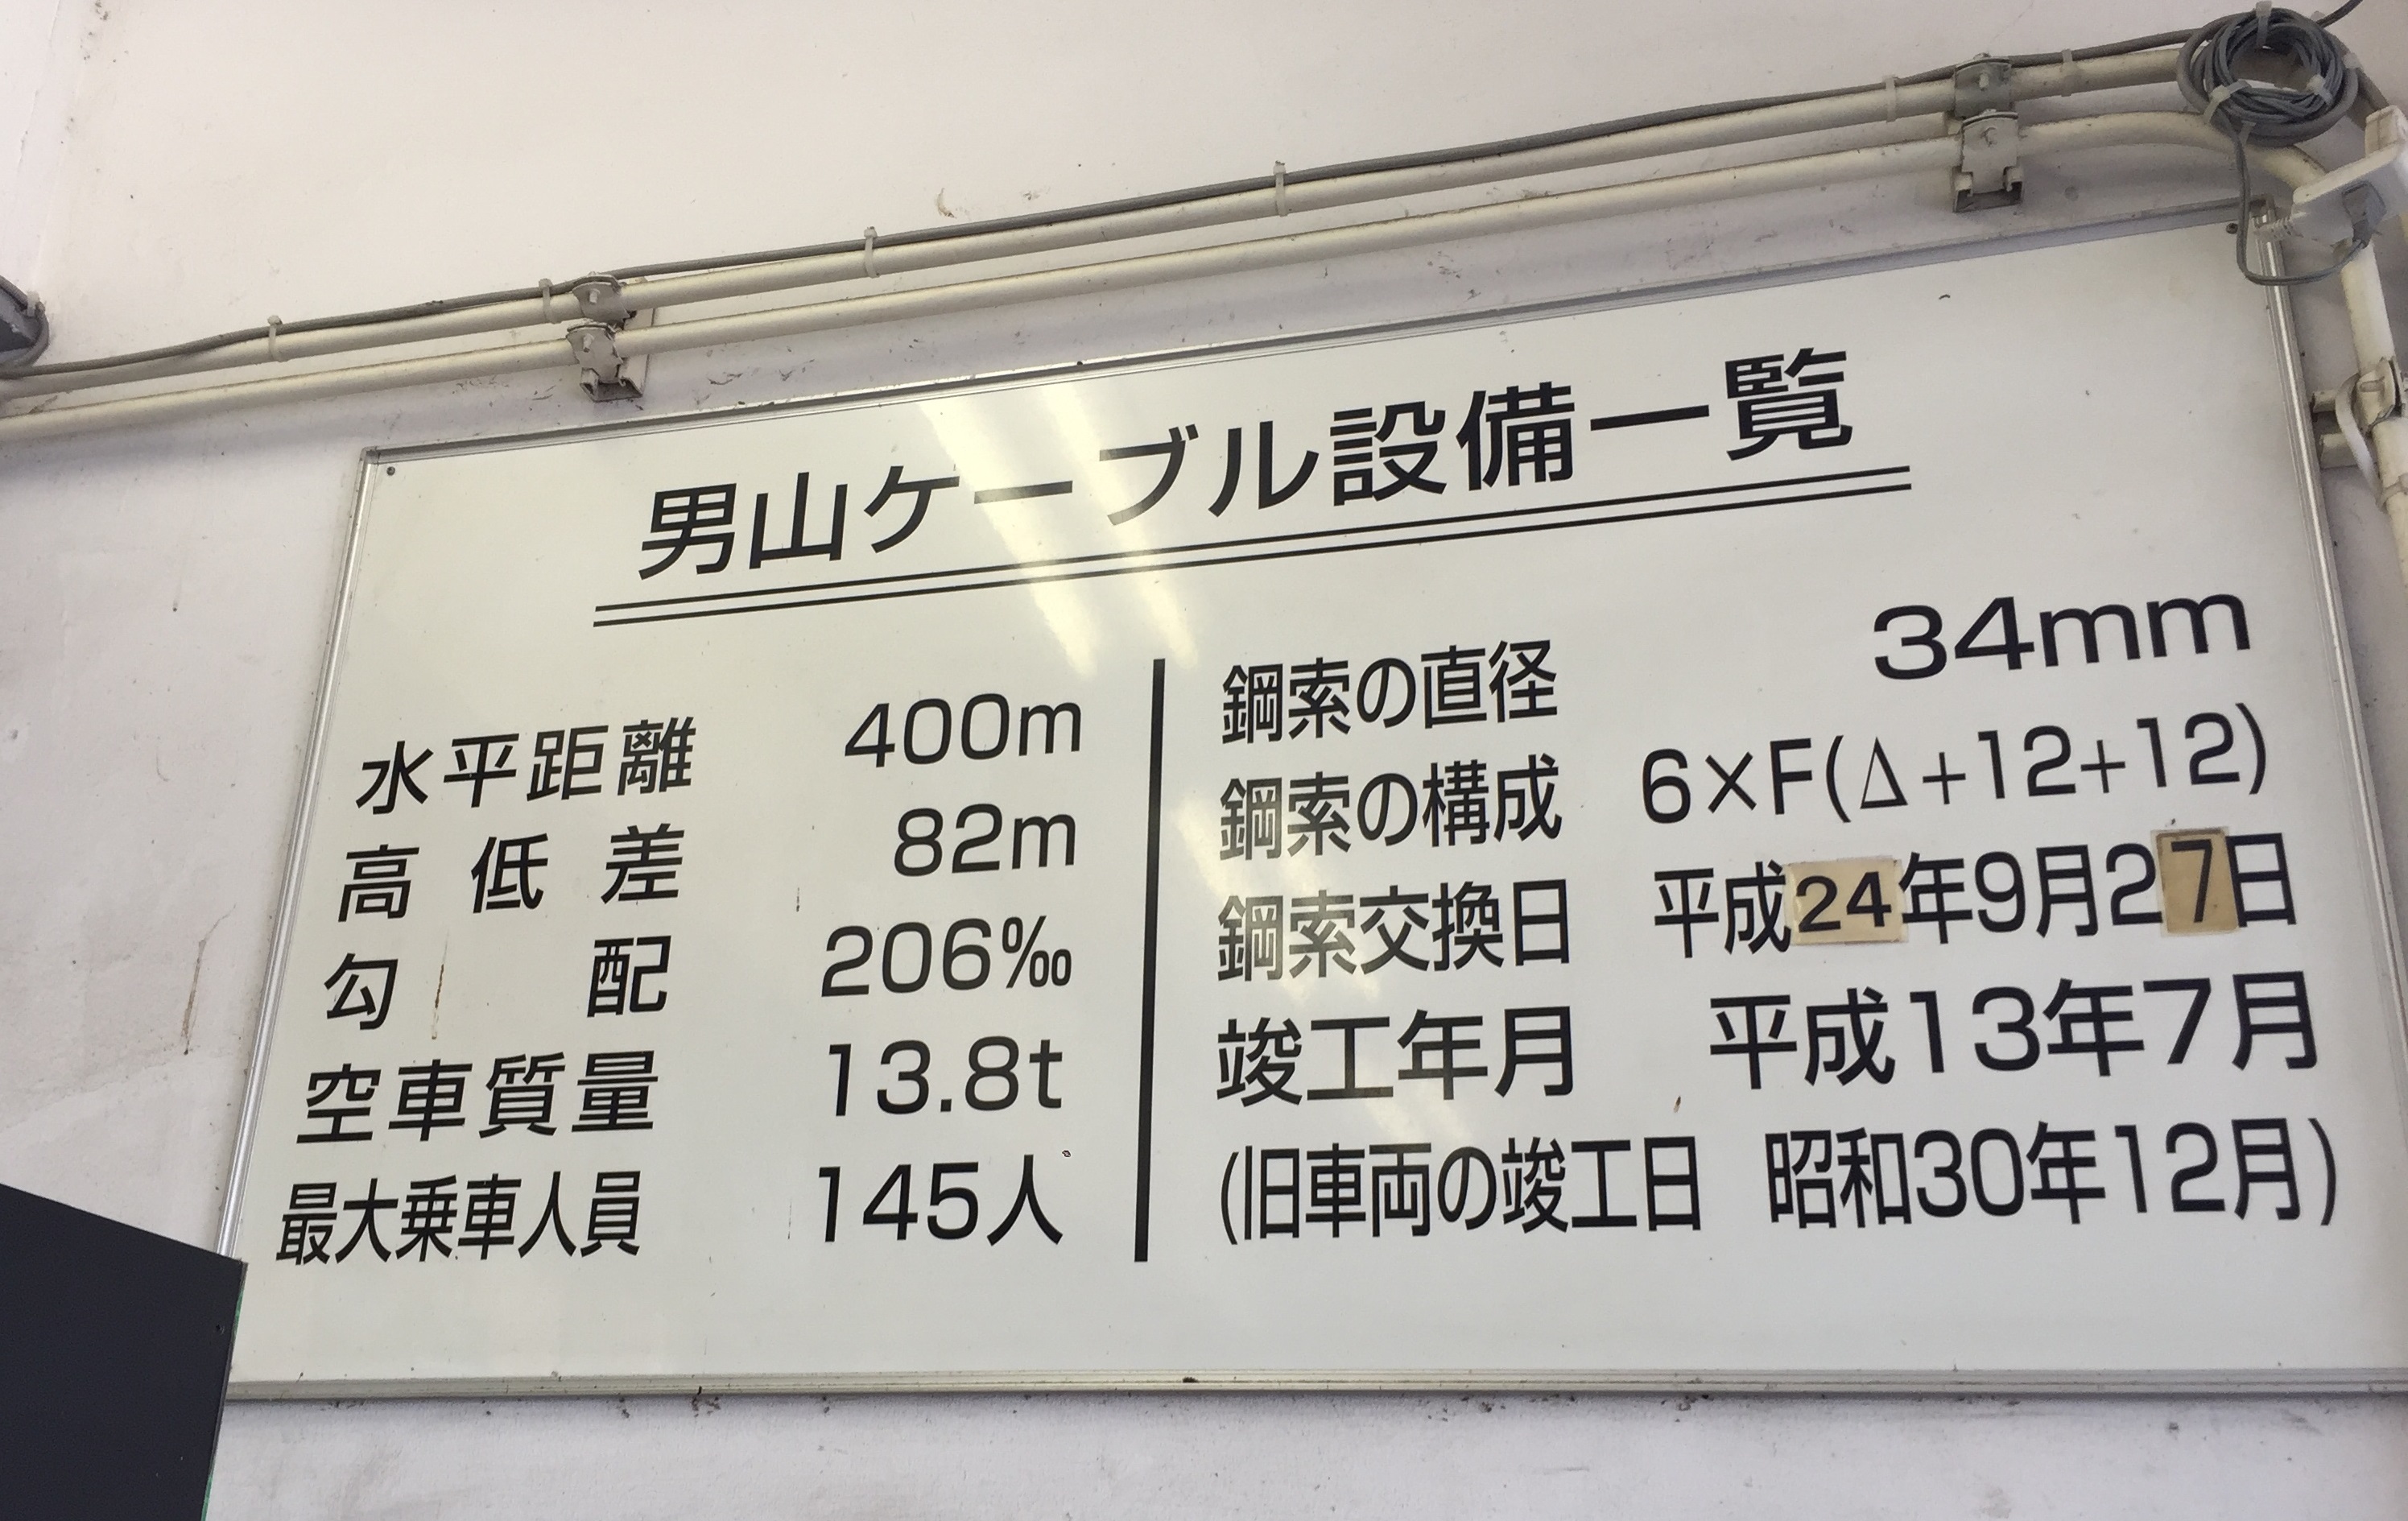 男山ケーブル設備一覧
水平距離 400m
高低差 82m
勾配 206‰
空車質量 13.8t
最大乗車人員 145人
鋼索の直径 34mm
鋼索の構成 6×F(Δ+12+12)
鋼索交換日 平成24年9月27日
竣工年月 平成13年7月
(旧車両の竣工日 昭和30年12月)